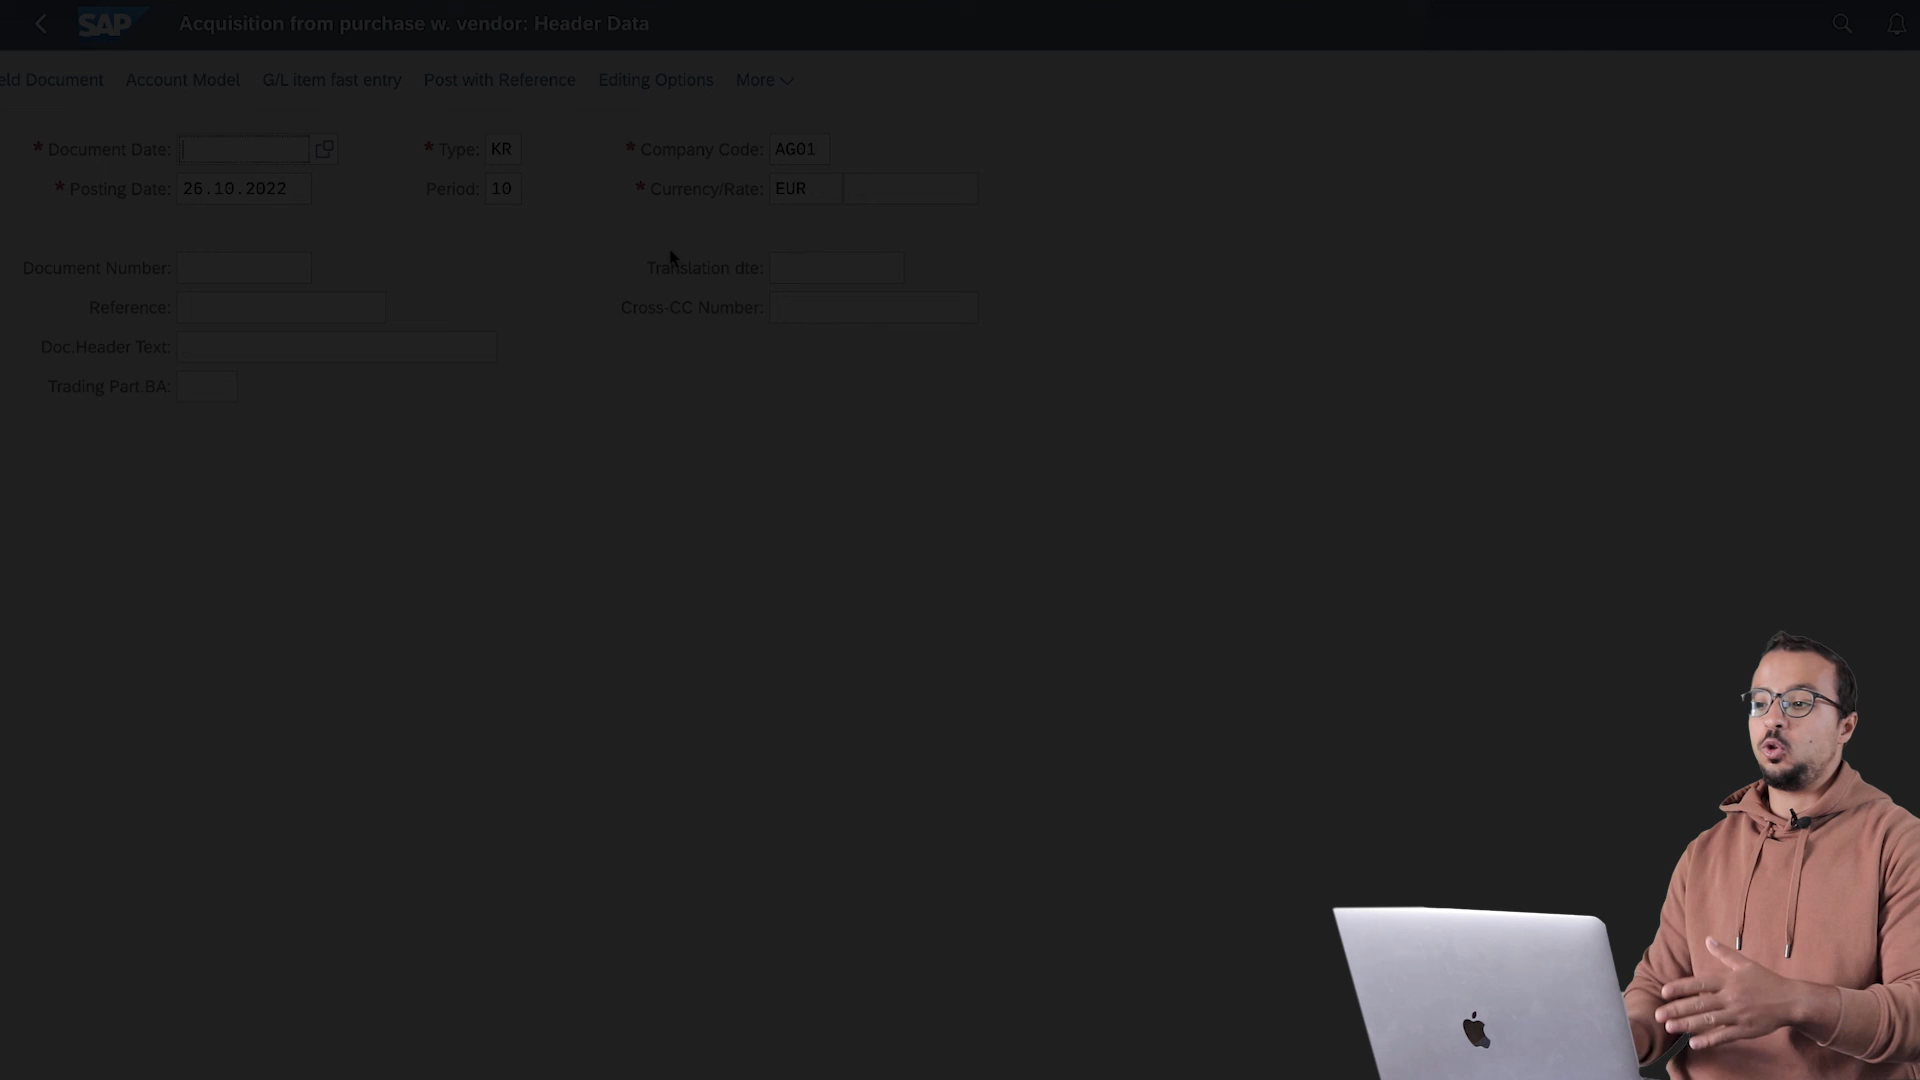 SAP Acquisition from purchase w. vendor: Header Data
eld Document Account Model G/L item fast entry Post with Reference Editing Options More
* Document Date: * Type: KR * Company Code: AG01
* Posting Date: 26.10.2022 Period: 10 * Currency/Rate: EUR
Document Number: Translation dte:
Reference: Cross-CC Number:
Doc.Header Text:
Trading Part.BA: